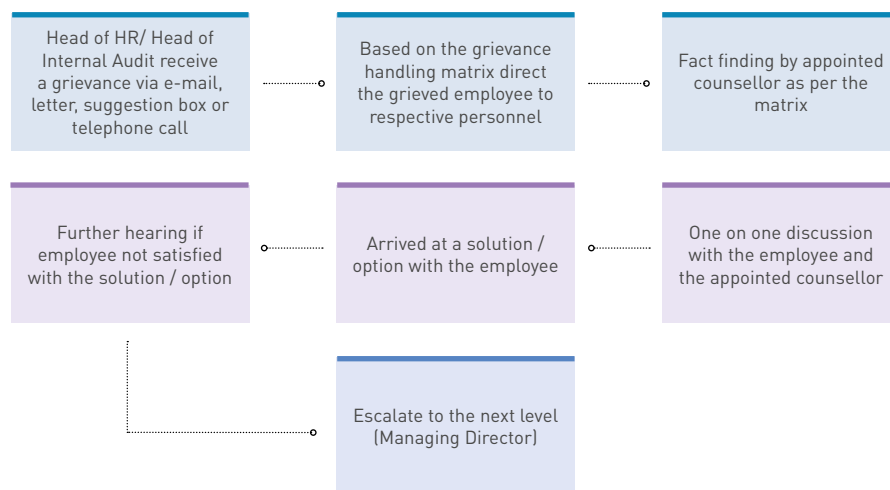 Head of HR/ Head of
Internal Audit receive
a grievance via e-mail,
letter, suggestion box or
telephone call
Based on the grievance
handling matrix direct
the grieved employee to
respective personnel
Fact finding by appointed
counsellor as per the
matrix
Further hearing if
employee not satisfied
with the solution / option
Arrived at a solution /
option with the employee
One on one discussion
with the employee and
the appointed counsellor
Escalate to the next level
(Managing Director)